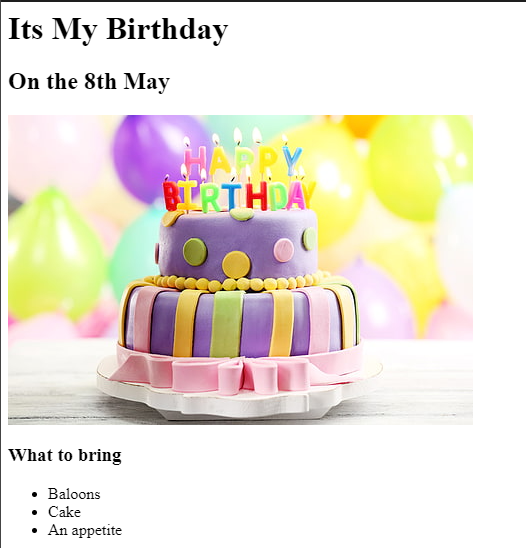 Its My Birthday
On the 8th May
HAPPY
BIRTHDAY
What to bring
Baloons
Cake
An appetite